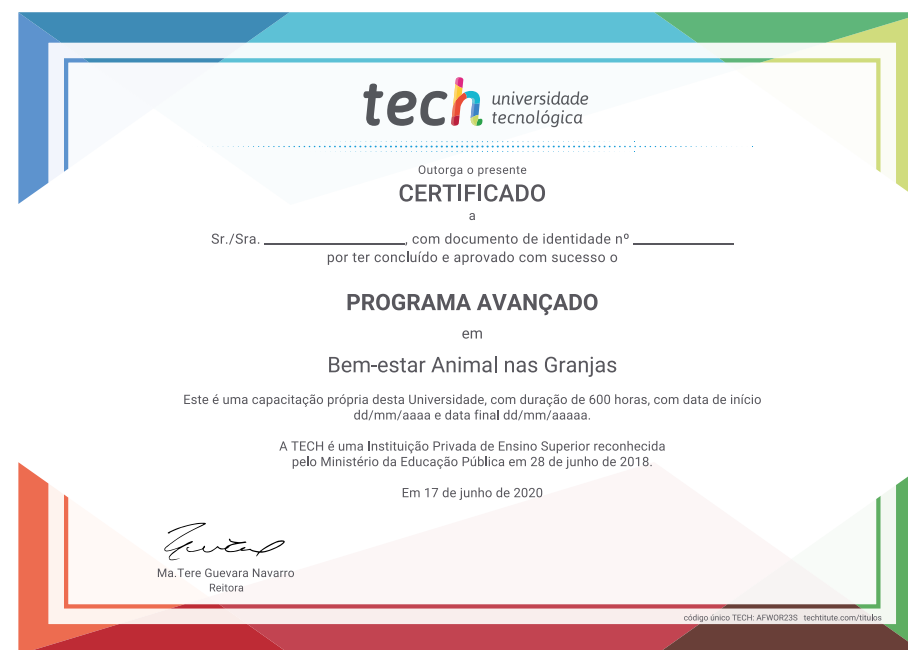 tech universidade
tecnológica
Outorga o presente
CERTIFICADO
a
Sr./Sra. ____________________, com documento de identidade nº ______________
por ter concluído e aprovado com sucesso o
PROGRAMA AVANÇADO
em
Bem-estar Animal nas Granjas
Este é uma capacitação própria desta Universidade, com duração de 600 horas, com data de início
dd/mm/aaaa e data final dd/mm/aaaaa.
A TECH é uma Instituição Privada de Ensino Superior reconhecida
pelo Ministério da Educação Pública em 28 de junho de 2018.
Em 17 de junho de 2020
Ma.Tere Guevara Navarro
Reitora
código único TECH: AFWOR23S techtitute.com/titulos